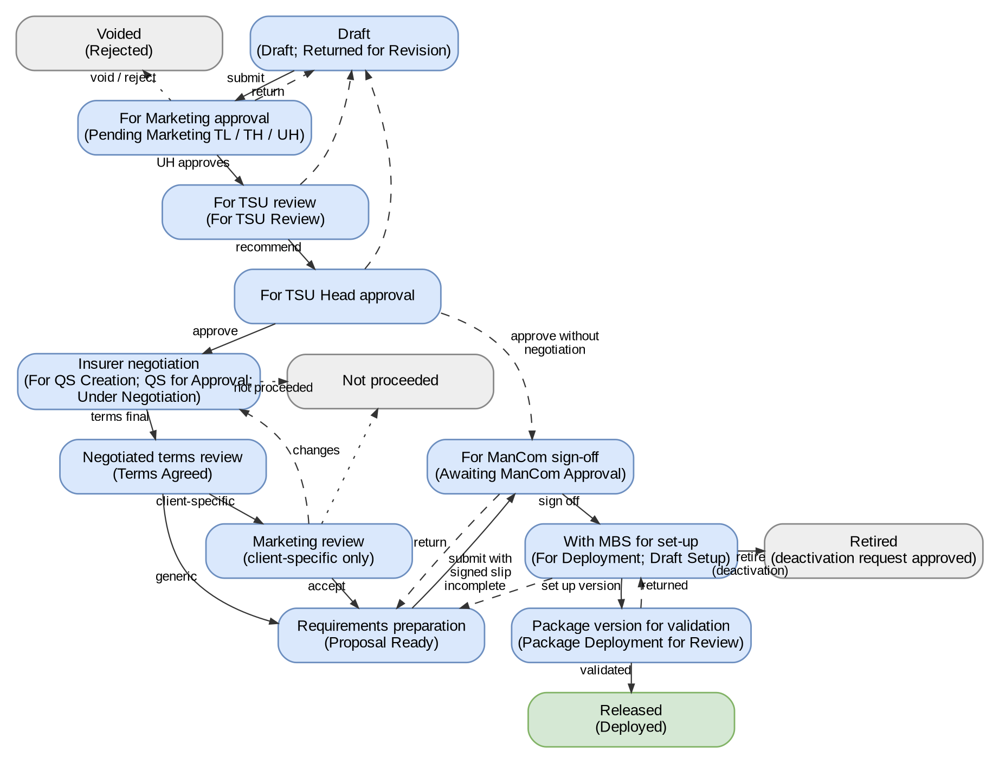 Voided
(Rejected)
Draft
(Draft; Returned for Revision)
void / reject
submit
return
For Marketing approval
(Pending Marketing TL / TH / UH)
UH approves
For TSU review
(For TSU Review)
recommend
For TSU Head approval
approve
approve without
negotiation
Insurer negotiation
(For QS Creation; QS for Approval;
Under Negotiation)
not proceeded
Not proceeded
terms final
changes
Negotiated terms review
(Terms Agreed)
For ManCom sign-off
(Awaiting ManCom Approval)
client-specific
sign off
Marketing review
(client-specific only)
return
submit with
signed slip
With MBS for set-up
(For Deployment; Draft Setup)
retire
(deactivation)
Retired
(deactivation request approved)
generic
accept
incomplete
set up version
returned
Requirements preparation
(Proposal Ready)
Package version for validation
(Package Deployment for Review)
validated
Released
(Deployed)